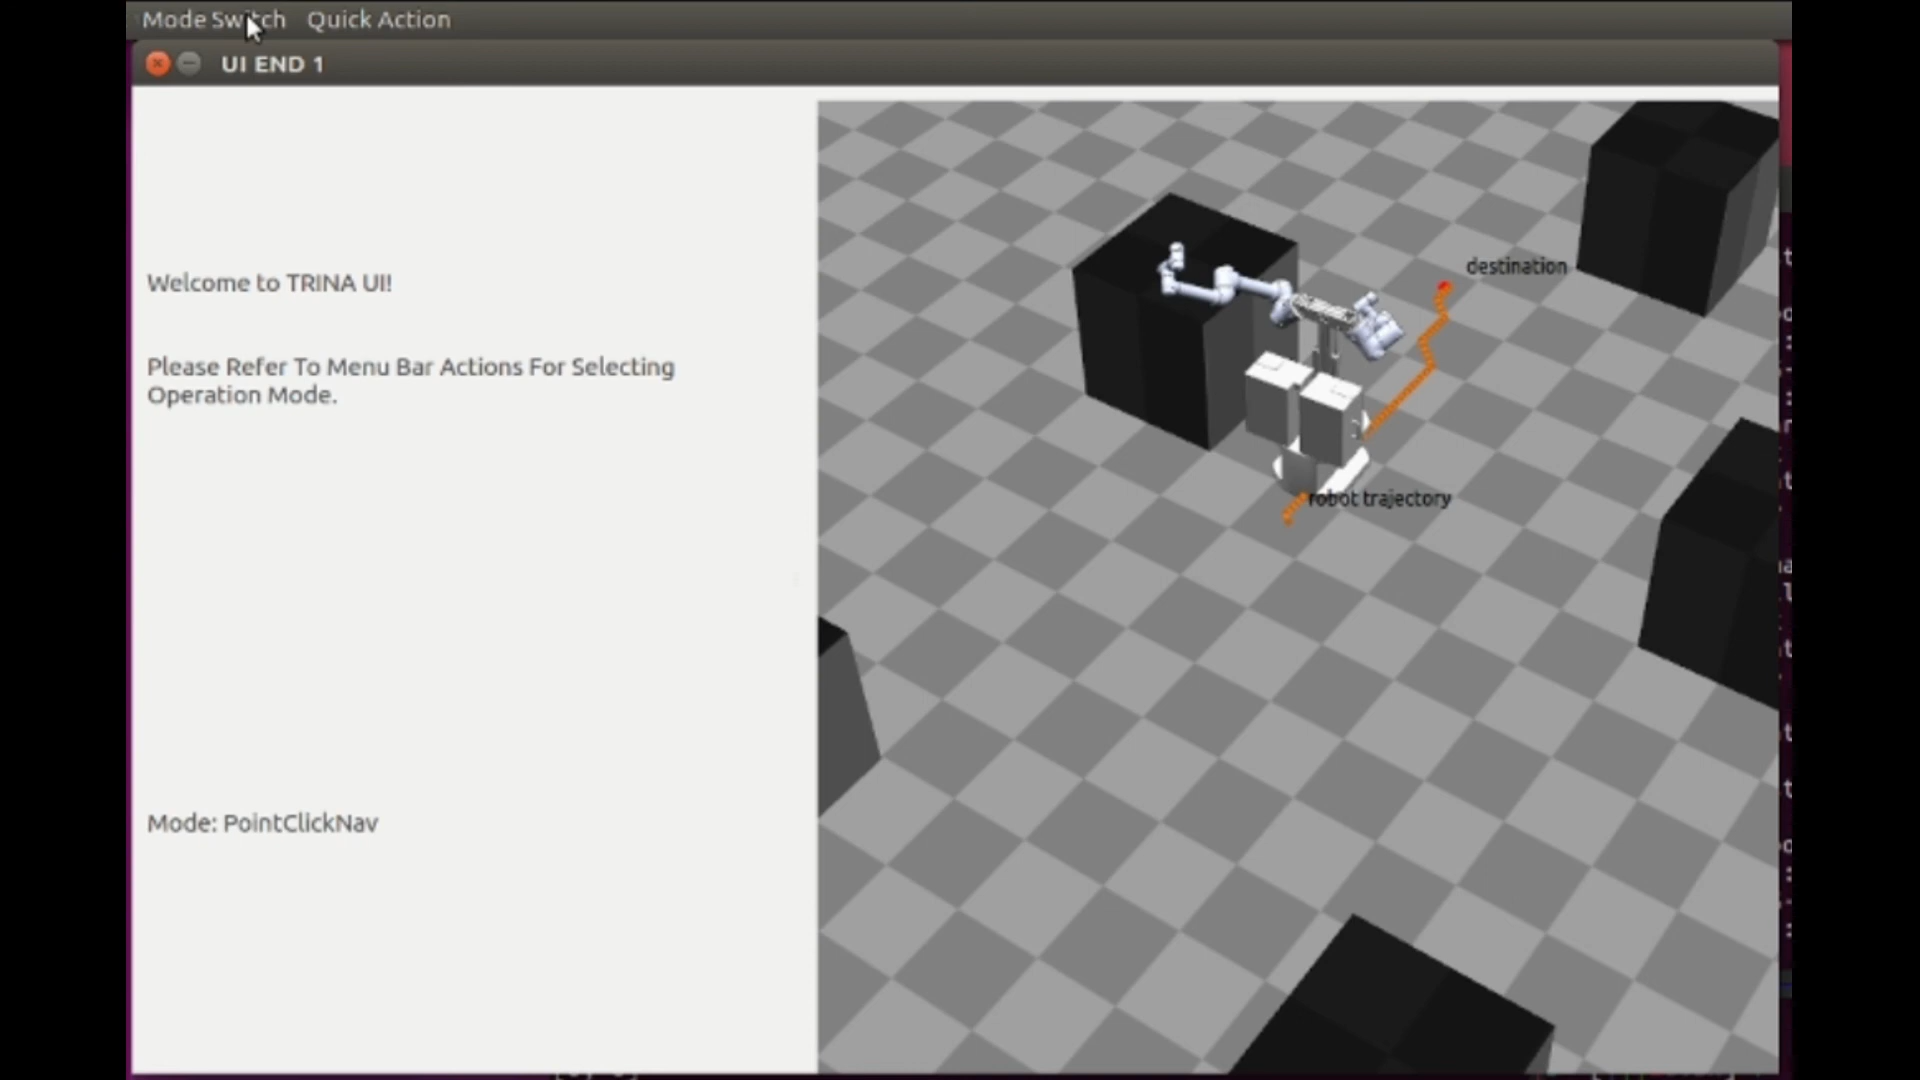 Mode Switch Quick Action
UI END 1
Welcome to TRINA UI!
Please Refer To Menu Bar Actions For Selecting
Operation Mode.
Mode: PointClickNav
destination
robot trajectory